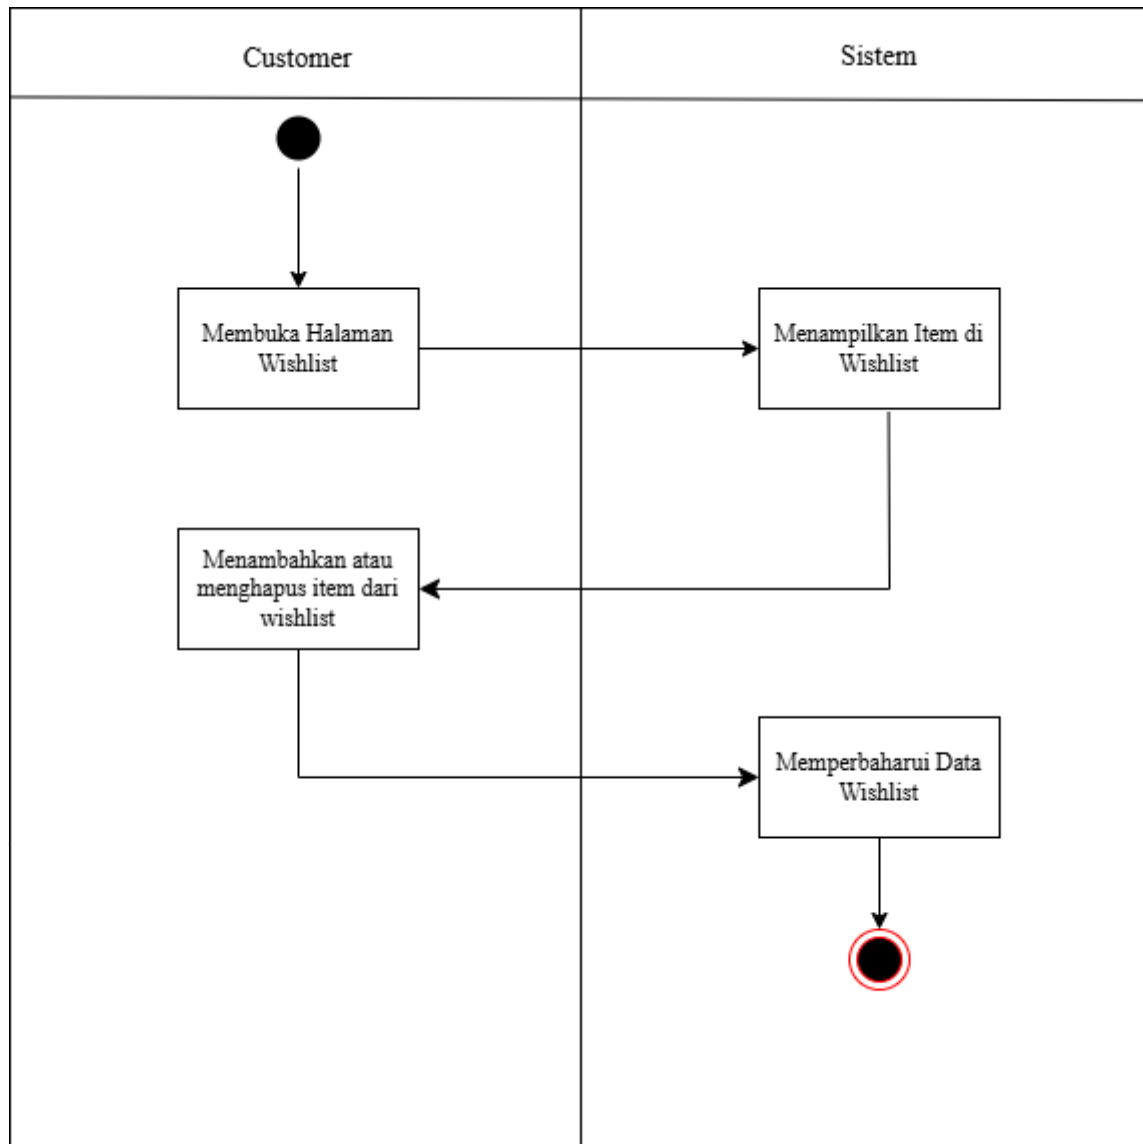 Customer
Sistem
Membuka Halaman
Wishlist
Menampilkan Item di
Wishlist
Menambahkan atau
menghapus item dari
wishlist
Memperbaharui Data
Wishlist